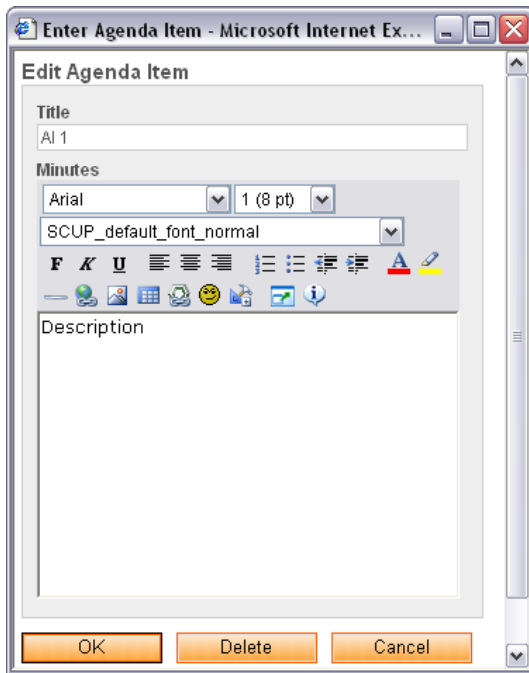 Enter Agenda Item - Microsoft Internet Ex...
Edit Agenda Item
Title
AI 1
Minutes
Arial 1 (8 pt)
SCUP_default_font_normal
F K U A
Description
OK Delete Cancel